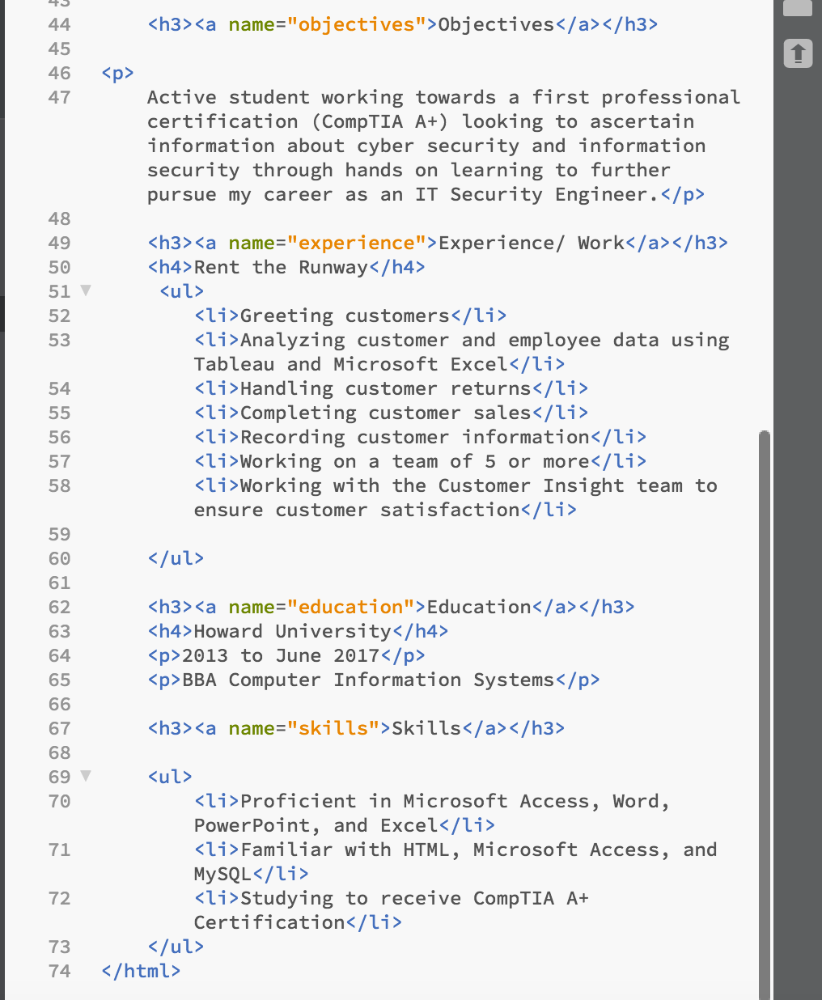 43
44 <h3><a name="objectives">Objectives</a></h3>
45
46 <p>
47 Active student working towards a first professional
certification (CompTIA A+) looking to ascertain
information about cyber security and information
security through hands on learning to further
pursue my career as an IT Security Engineer.</p>
48
49 <h3><a name="experience">Experience/ Work</a></h3>
50 <h4>Rent the Runway</h4>
51 <ul>
52 <li>Greeting customers</li>
53 <li>Analyzing customer and employee data using
Tableau and Microsoft Excel</li>
54 <li>Handling customer returns</li>
55 <li>Completing customer sales</li>
56 <li>Recording customer information</li>
57 <li>Working on a team of 5 or more</li>
58 <li>Working with the Customer Insight team to
ensure customer satisfaction</li>
59
60 </ul>
61
62 <h3><a name="education">Education</a></h3>
63 <h4>Howard University</h4>
64 <p>2013 to June 2017</p>
65 <p>BBA Computer Information Systems</p>
66
67 <h3><a name="skills">Skills</a></h3>
68
69 <ul>
70 <li>Proficient in Microsoft Access, Word,
PowerPoint, and Excel</li>
71 <li>Familiar with HTML, Microsoft Access, and
MySQL</li>
72 <li>Studying to receive CompTIA A+
Certification</li>
73 </ul>
74 </html>